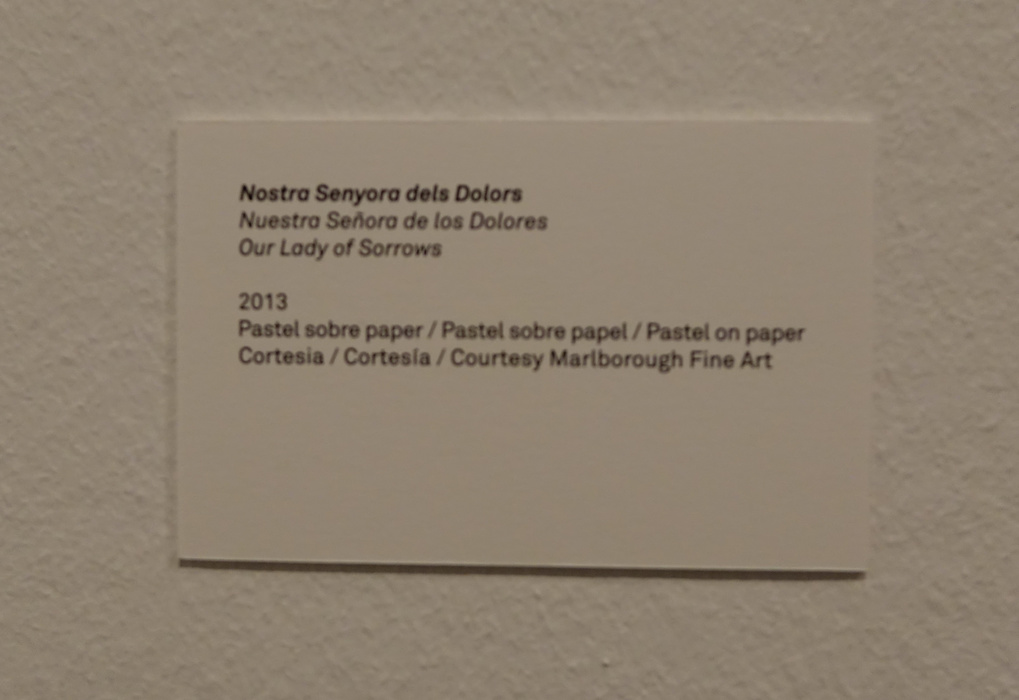 Nostra Senyora dels Dolors
Nuestra Señora de los Dolores
Our Lady of Sorrows
2013
Pastel sobre paper / Pastel sobre papel / Pastel on paper
Cortesia / Cortesía / Courtesy Marlborough Fine Art